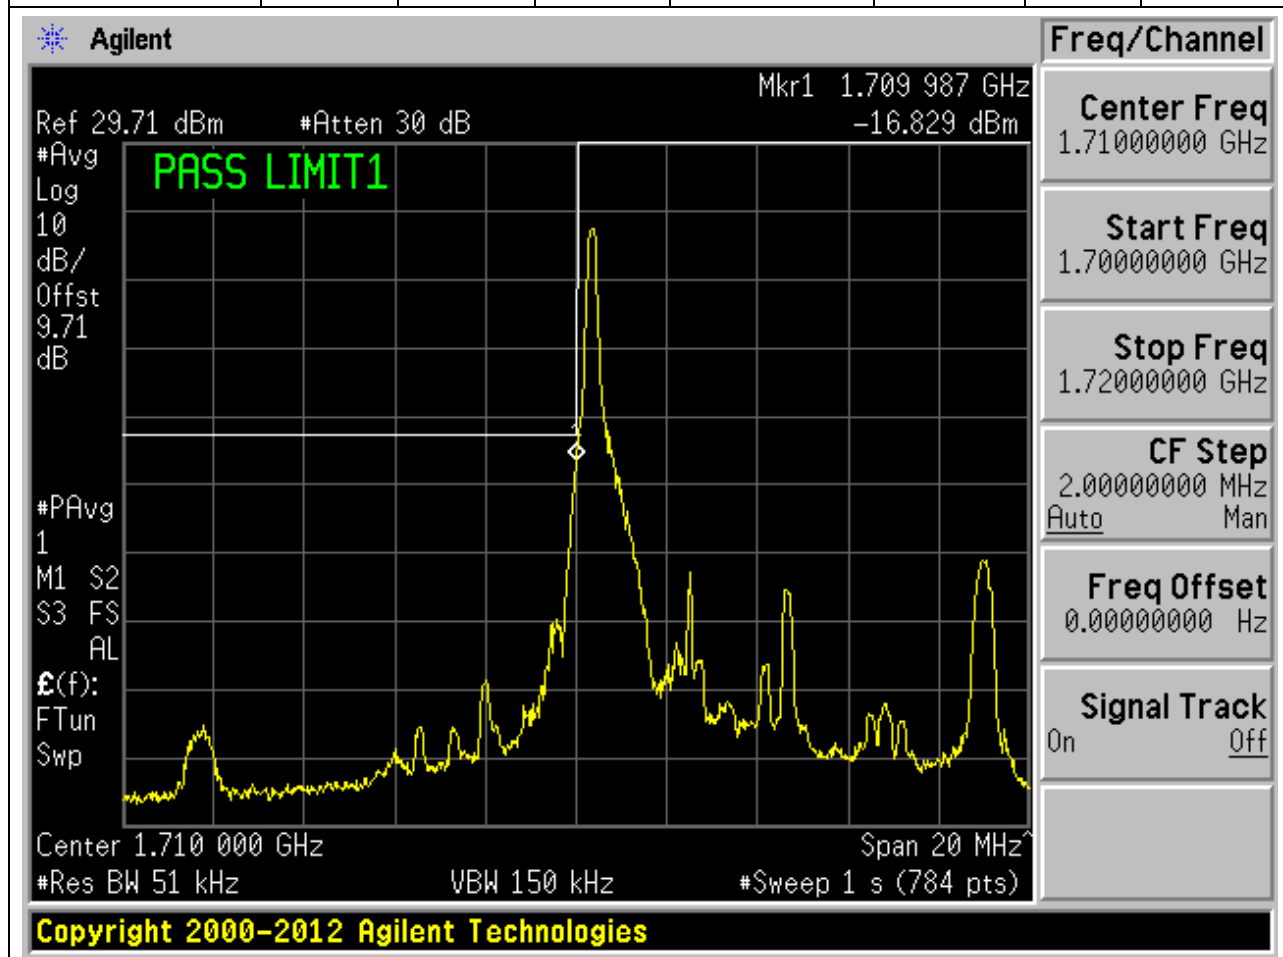 Agilent
Freq/Channel
Mkr1 1.709 987 GHz
Ref 29.71 dBm #Atten 30 dB -16.829 dBm
#Avg
Log
10
dB/
Offst
9.71
dB
PASS LIMIT1
#PAvg
1
M1 S2
S3 FS
AL
£(f):
FTun
Swp
Center 1.710 000 GHz Span 20 MHz^
#Res BW 51 kHz VBW 150 kHz #Sweep 1 s (784 pts)
Center Freq
1.71000000 GHz
Start Freq
1.70000000 GHz
Stop Freq
1.72000000 GHz
CF Step
2.00000000 MHz
Auto Man
Freq Offset
0.00000000 Hz
Signal Track
On Off
Copyright 2000-2012 Agilent Technologies